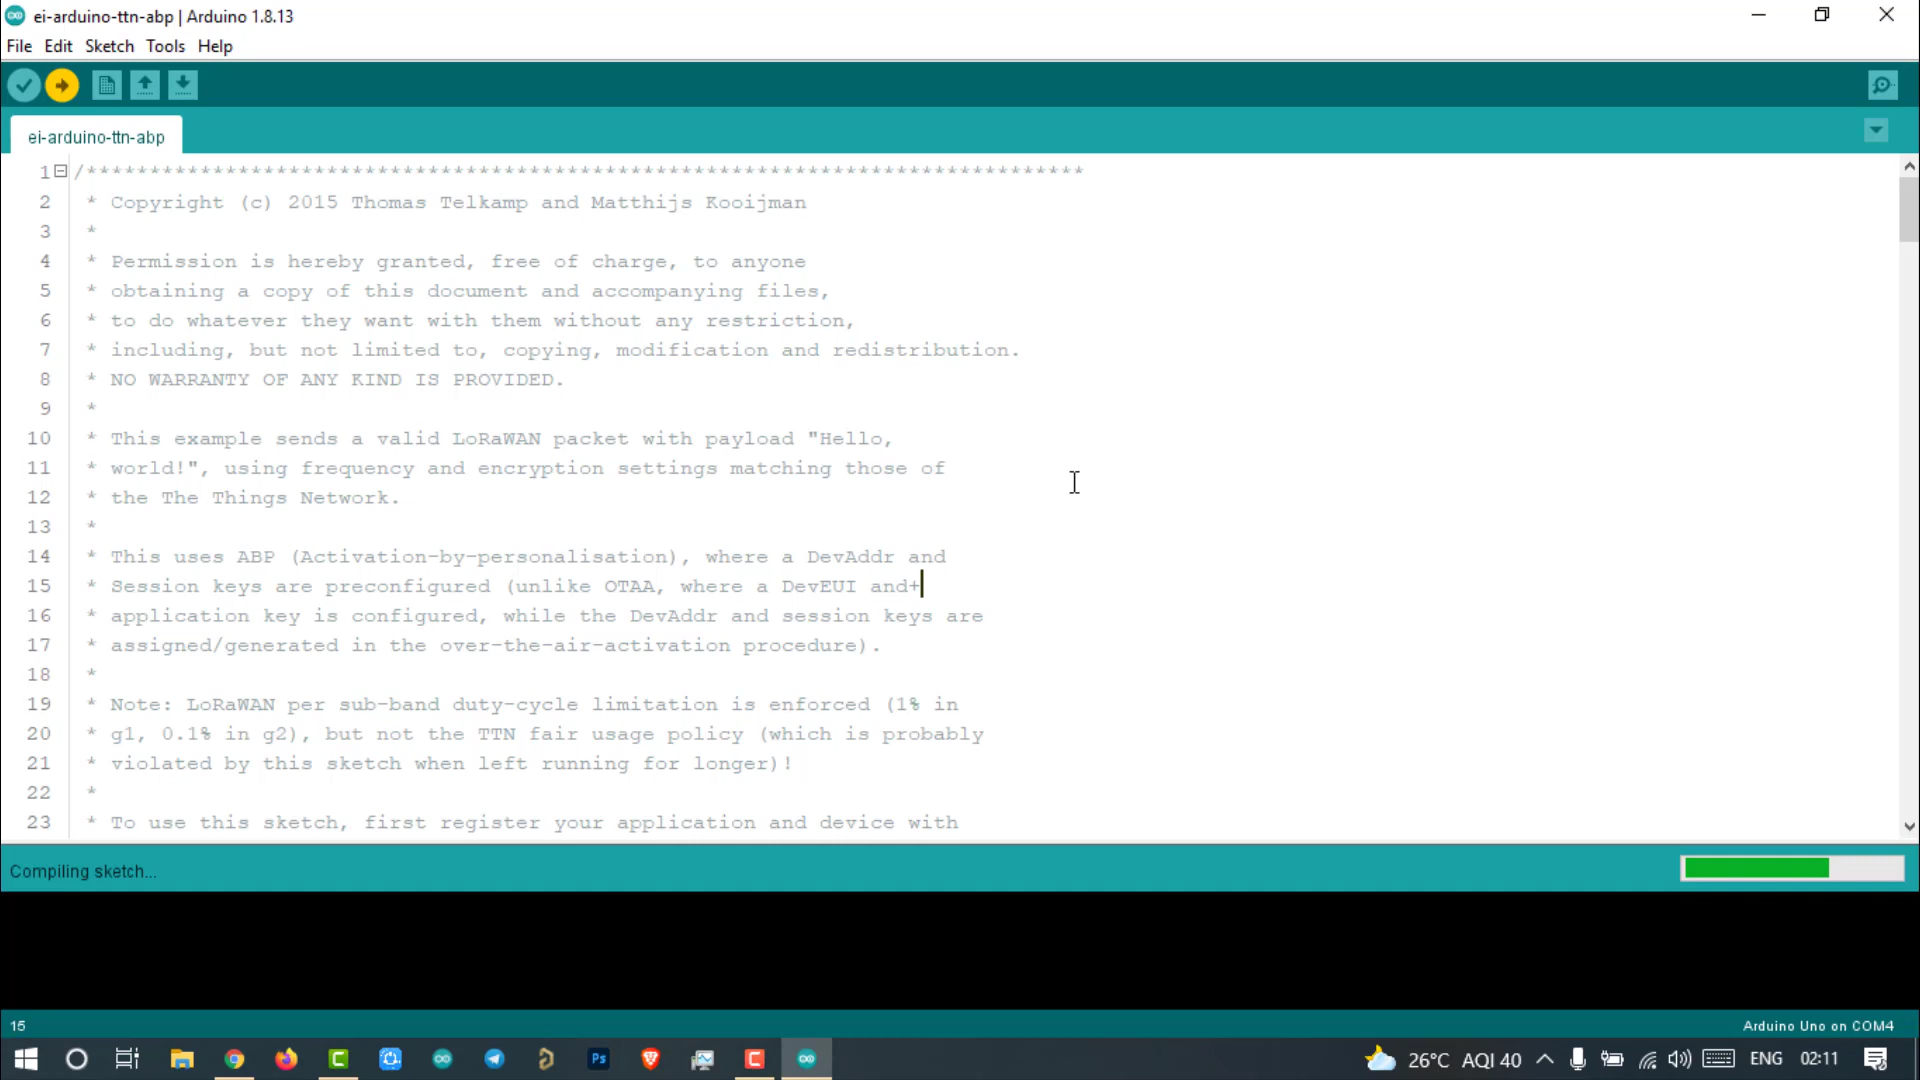 ei-arduino-ttn-abp | Arduino 1.8.13
File Edit Sketch Tools Help
ei-arduino-ttn-abp
1 /*******************************************************************************
2 * Copyright (c) 2015 Thomas Telkamp and Matthijs Kooijman
3 *
4 * Permission is hereby granted, free of charge, to anyone
5 * obtaining a copy of this document and accompanying files,
6 * to do whatever they want with them without any restriction,
7 * including, but not limited to, copying, modification and redistribution.
8 * NO WARRANTY OF ANY KIND IS PROVIDED.
9 *
10 * This example sends a valid LoRaWAN packet with payload "Hello,
11 * world!", using frequency and encryption settings matching those of
12 * the The Things Network.
13 *
14 * This uses ABP (Activation-by-personalisation), where a DevAddr and
15 * Session keys are preconfigured (unlike OTAA, where a DevEUI and+
16 * application key is configured, while the DevAddr and session keys are
17 * assigned/generated in the over-the-air-activation procedure).
18 *
19 * Note: LoRaWAN per sub-band duty-cycle limitation is enforced (1% in
20 * g1, 0.1% in g2), but not the TTN fair usage policy (which is probably
21 * violated by this sketch when left running for longer)!
22 *
23 * To use this sketch, first register your application and device with
Compiling sketch...
15 Arduino Uno on COM4
Ps 26°C AQI 40 ENG 02:11